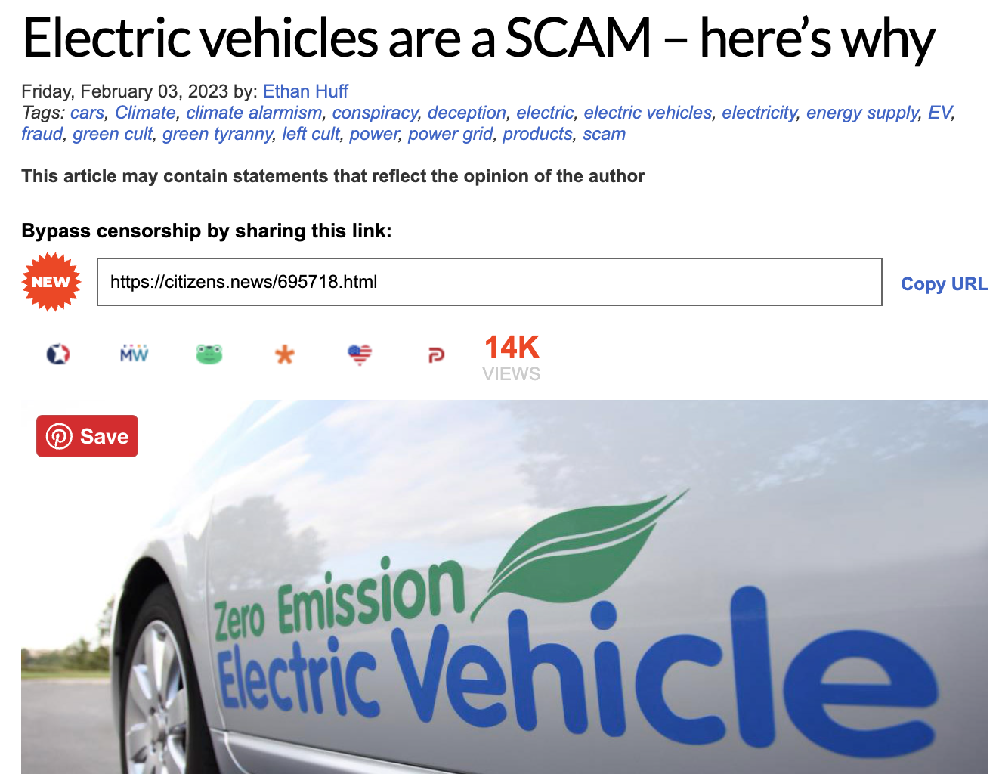 Electric vehicles are a SCAM – here’s why
Friday, February 03, 2023 by: Ethan Huff
Tags: cars, Climate, climate alarmism, conspiracy, deception, electric, electric vehicles, electricity, energy supply, EV,
fraud, green cult, green tyranny, left cult, power, power grid, products, scam
This article may contain statements that reflect the opinion of the author
Bypass censorship by sharing this link:
NEW
https://citizens.news/695718.html
Copy URL
MW
14K
VIEWS
Save
Zero Emission
Electric Vehicle